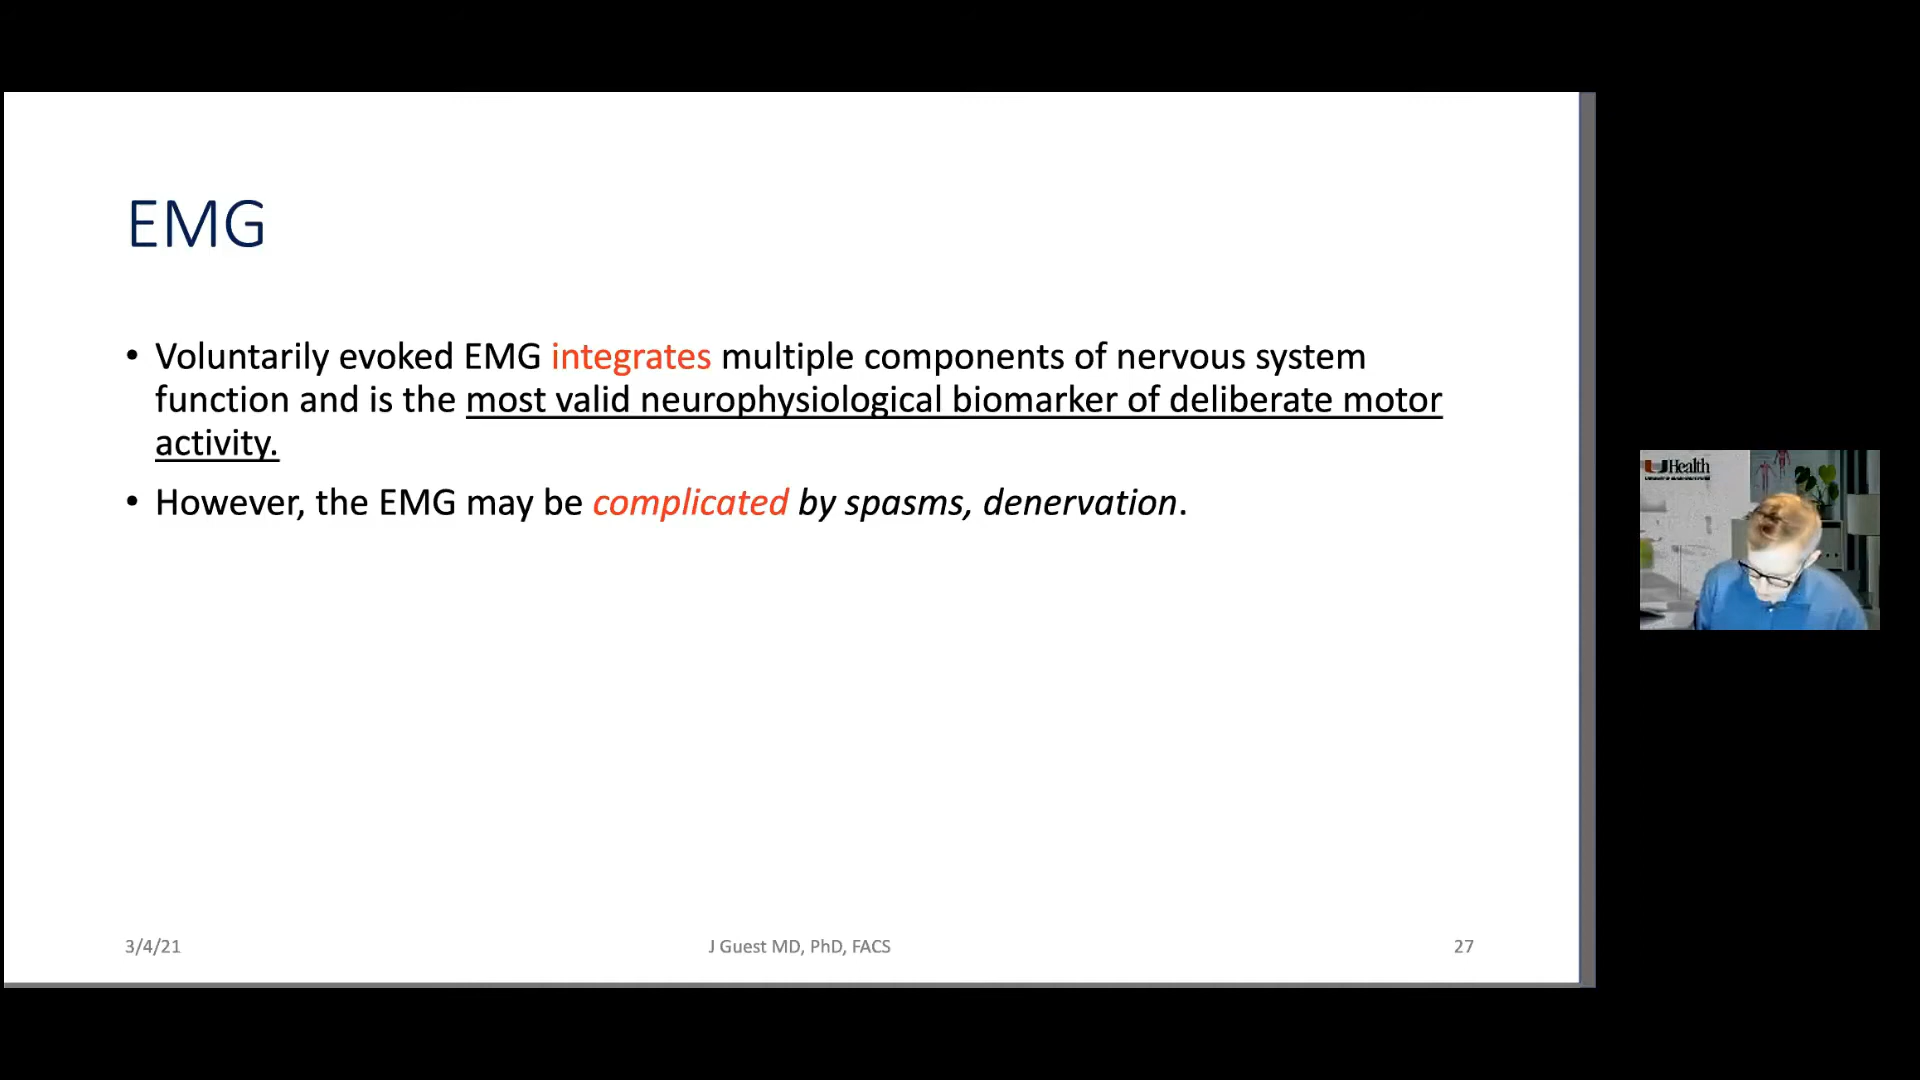 EMG
• Voluntarily evoked EMG integrates multiple components of nervous system
function and is the most valid neurophysiological biomarker of deliberate motor
activity.
• However, the EMG may be complicated by spasms, denervation.
3/4/21
J Guest MD, PhD, FACS
27
UHealth